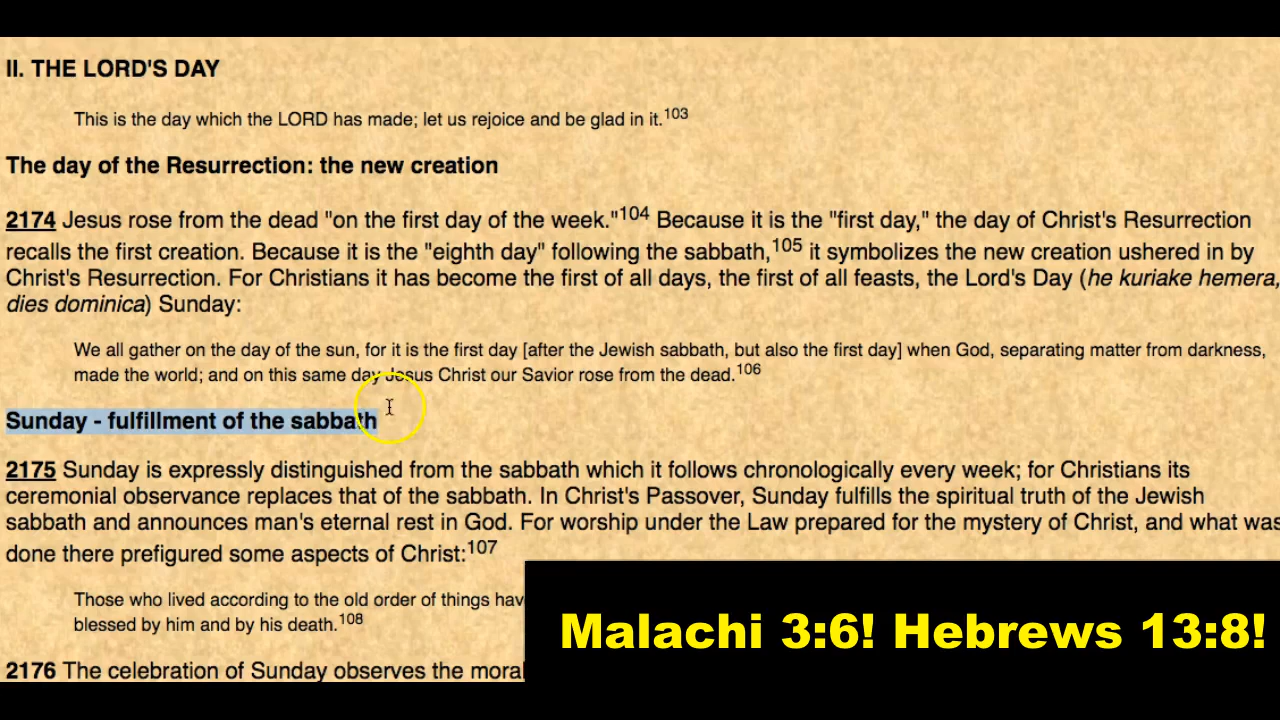 II. THE LORD'S DAY
This is the day which the LORD has made; let us rejoice and be glad in it.103
The day of the Resurrection: the new creation
2174 Jesus rose from the dead "on the first day of the week."104 Because it is the "first day," the day of Christ's Resurrection
recalls the first creation. Because it is the "eighth day" following the sabbath,105 it symbolizes the new creation ushered in by
Christ's Resurrection. For Christians it has become the first of all days, the first of all feasts, the Lord's Day (he kuriake hemera,
dies dominica) Sunday:
We all gather on the day of the sun, for it is the first day [after the Jewish sabbath, but also the first day] when God, separating matter from darkness,
made the world; and on this same day Jesus Christ our Savior rose from the dead.106
Sunday - fulfillment of the sabbath
2175 Sunday is expressly distinguished from the sabbath which it follows chronologically every week; for Christians its
ceremonial observance replaces that of the sabbath. In Christ's Passover, Sunday fulfills the spiritual truth of the Jewish
sabbath and announces man's eternal rest in God. For worship under the Law prepared for the mystery of Christ, and what was
done there prefigured some aspects of Christ:107
Those who lived according to the old order of things hav
blessed by him and by his death.108
2176 The celebration of Sunday observes the moral
Malachi 3:6! Hebrews 13:8!